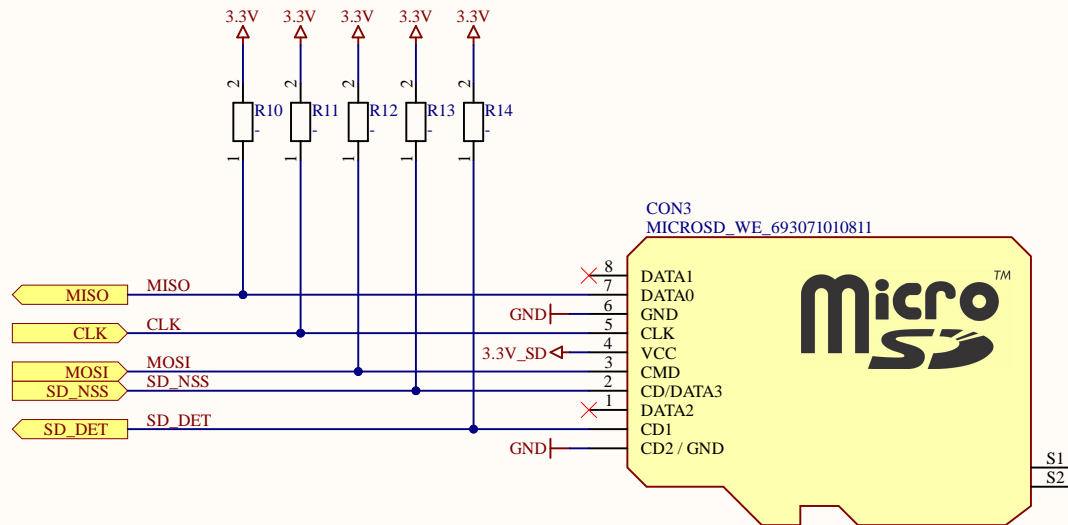 3.3V 3.3V 3.3V 3.3V 3.3V
2 2 2 2 2
R10 R11 R12 R13 R14
- - - - -
1 1 1 1 1
CON3
MICROSD_WE_693071010811
8 DATA1
MISO MISO 7 DATA0
GND 6 GND
CLK CLK 5 CLK
3.3V_SD 4 VCC
MOSI MOSI 3 CMD
SD_NSS SD_NSS 2 CD/DATA3
1 DATA2
SD_DET SD_DET CD1
GND CD2 / GND
Micro TM
SD
S1
S2